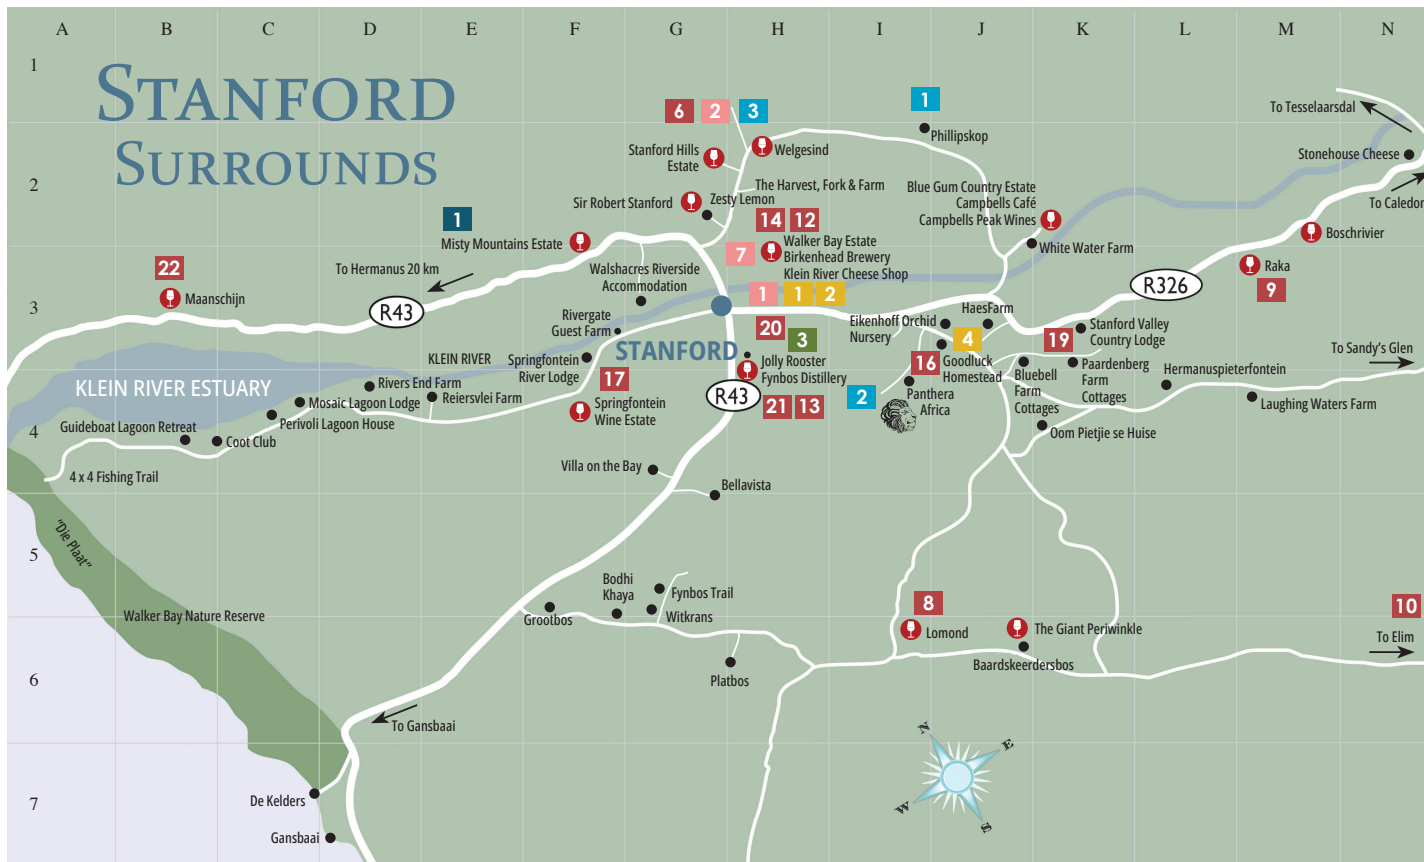 A B C D E F G H I J K L M N
1
STANFORD
SURROUNDS
6 2 3
1
To Tesselaarsdal
Phillipskop
Stanford Hills
Estate
Welgesind
Stonehouse Cheese
2
The Harvest, Fork & Farm
Blue Gum Country Estate
Campbells Café
Campbells Peak Wines
To Caledon
Sir Robert Stanford
Zesty Lemon
1
14 12
Misty Mountains Estate
7
Walker Bay Estate
Birkenhead Brewery
Klein River Cheese Shop
White Water Farm
Boschrivier
To Hermanus 20 km
Walshacres Riverside
Accommodation
22
Maanschijn
Raka
9
R326
3
R43
1 1 2
HaesFarm
Rivergate
Guest Farm
20
3
Eikenhoff Orchid
Nursery
4
19
Stanford Valley
Country Lodge
STANFORD
To Sandy's Glen
KLEIN RIVER
Springfontein
River Lodge
Jolly Rooster
Fynbos Distillery
16
Goodluck
Homestead
Bluebell
Farm
Cottages
Paardenberg
Farm
Cottages
Hermanuspieterfontein
KLEIN RIVER ESTUARY
Rivers End Farm
Reiersvlei Farm
17
R43
2
Panthera
Africa
Laughing Waters Farm
Mosaic Lagoon Lodge
Springfontein
Wine Estate
21 13
Perivoli Lagoon House
4
Guideboat Lagoon Retreat
Coot Club
Oom Pietjie se Huise
4 x 4 Fishing Trail
Villa on the Bay
Bellavista
"Die Plaat"
5
Bodhi
Khaya
Fynbos Trail
Witkrans
Grootbos
Walker Bay Nature Reserve
8
Lomond
The Giant Periwinkle
10
To Elim
Baardskeerdersbos
6
Platbos
To Gansbaai
N
E
W
S
7
De Kelders
Gansbaai